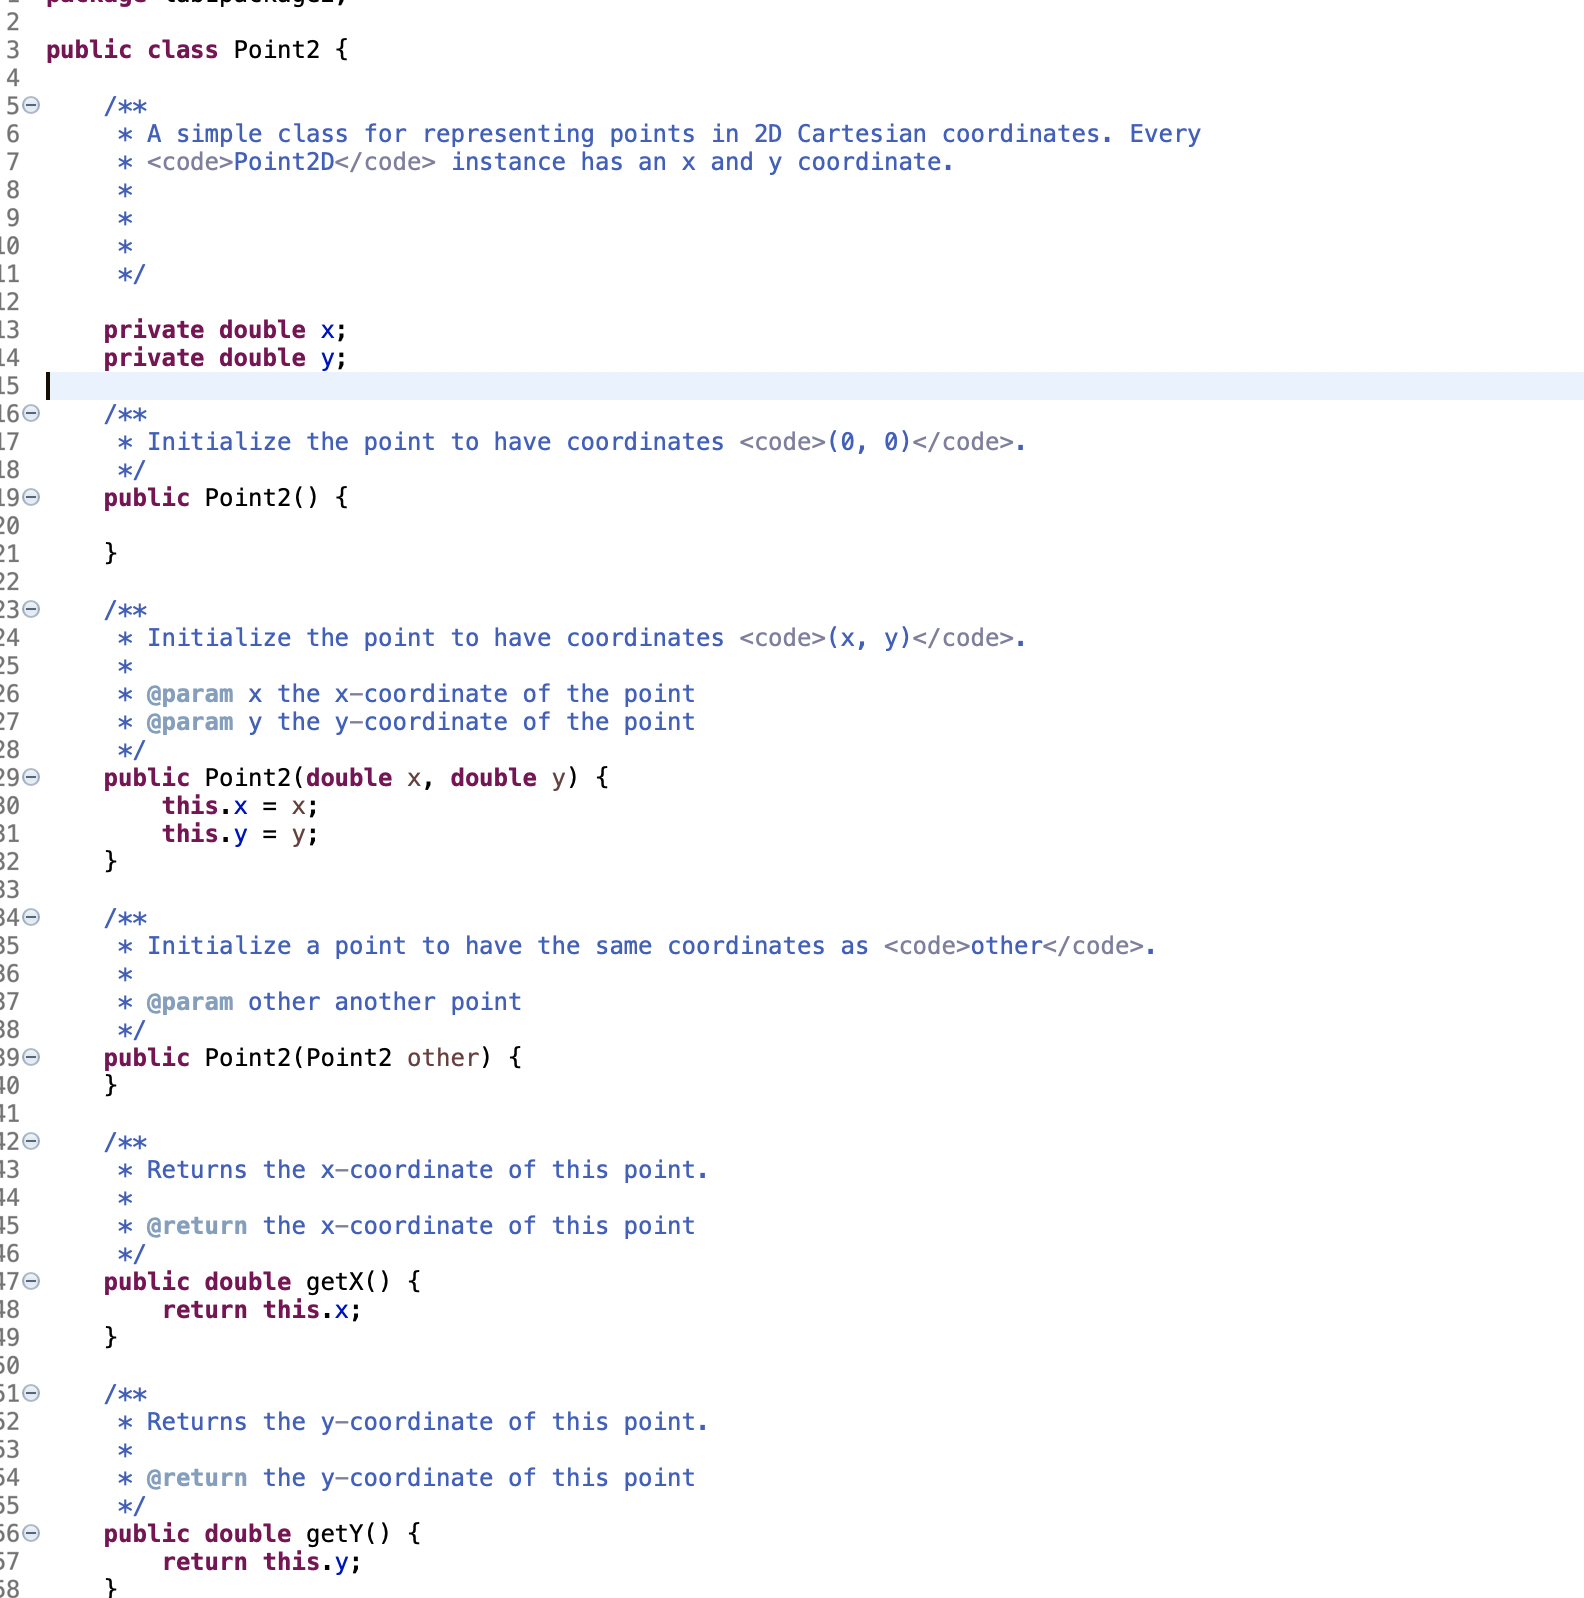 2
3 public class Point2 {
4
5 /**
6 * A simple class for representing points in 2D Cartesian coordinates. Every
7 * <code>Point2D</code> instance has an x and y coordinate.
8 *
9 *
10 *
11 */
12
13 private double x;
14 private double y;
15
16 /**
17 * Initialize the point to have coordinates <code>(0, 0)</code>.
18 */
19 public Point2() {
20
21 }
22
23 /**
24 * Initialize the point to have coordinates <code>(x, y)</code>.
25 *
26 * @param x the x-coordinate of the point
27 * @param y the y-coordinate of the point
28 */
29 public Point2(double x, double y) {
30 this.x = x;
31 this.y = y;
32 }
33
34 /**
35 * Initialize a point to have the same coordinates as <code>other</code>.
36 *
37 * @param other another point
38 */
39 public Point2(Point2 other) {
40 }
41
42 /**
43 * Returns the x-coordinate of this point.
44 *
45 * @return the x-coordinate of this point
46 */
47 public double getX() {
48 return this.x;
49 }
50
51 /**
52 * Returns the y-coordinate of this point.
53 *
54 * @return the y-coordinate of this point
55 */
56 public double getY() {
57 return this.y;
58 }